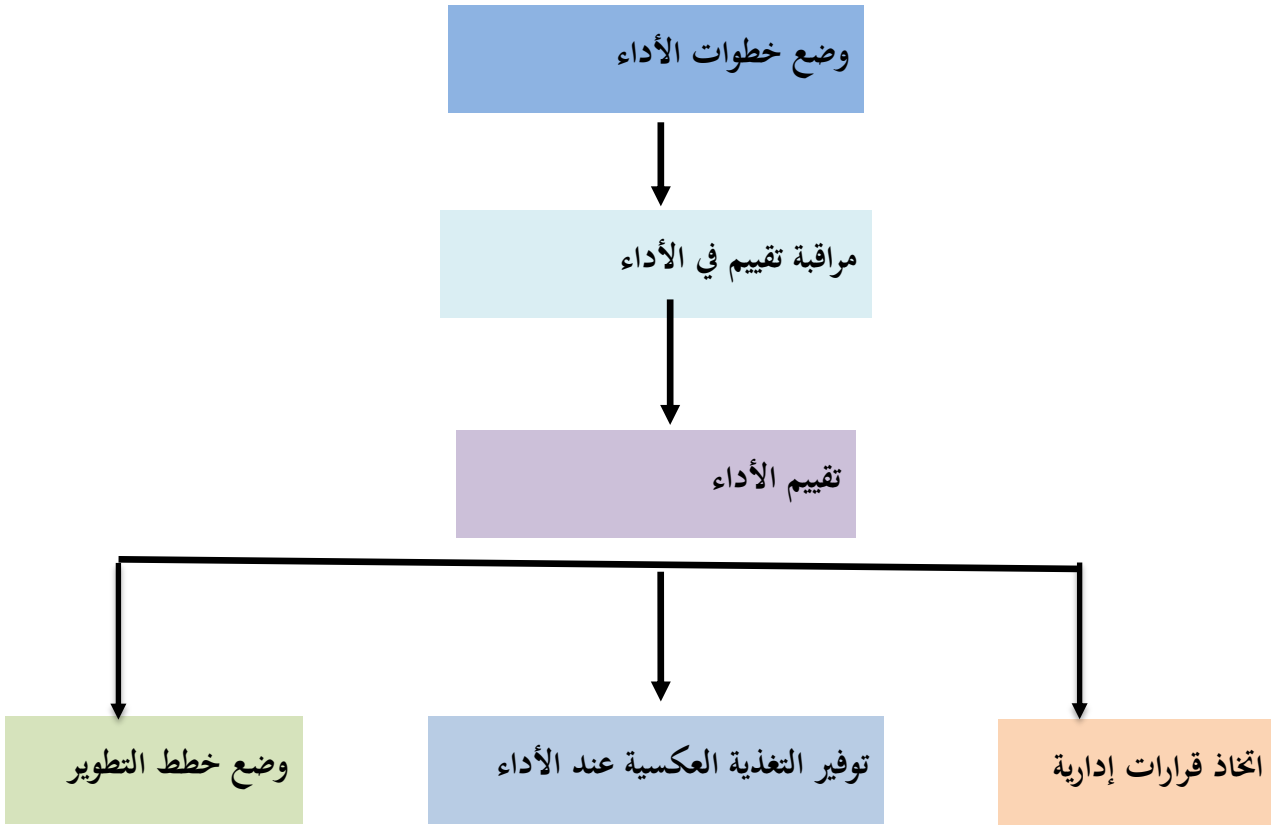 وضع خطوات الأداء
مراقبة تقييم في الأداء
تقييم الأداء
اتخاذ قرارات إدارية
توفير التغذية العكسية عند الأداء
وضع خطط التطوير